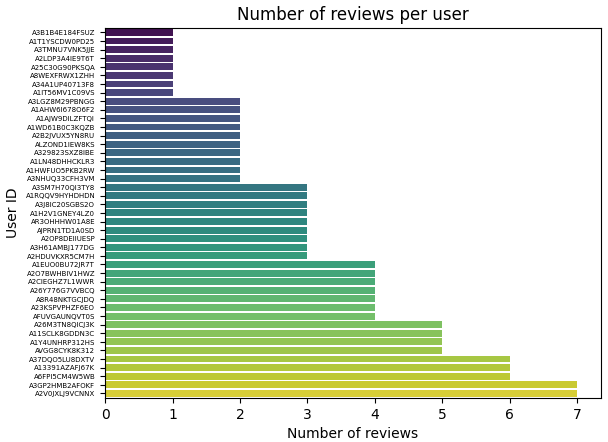 Number of reviews per user
A3B1B4E184FSUZ
A1T1YSCDW0PD25
A3TMNU7VNK5JJE
A2LDP3A4IE9T6T
A25C30G90PKSQA
A8WEXFRWX1ZHH
A34A1UP40713F8
A1IT56MV1C09VS
A3LGZ8M29PBNGG
A1AHW6I678O6F2
A1AJW9DILZFTQI
A1WD61B0C3KQZB
A2B2JVUX5YN8RU
ALZOND1IEW8KS
A329823SXZ8IBE
A1LN48DHHCKLR3
A1HWFUO5PKB2RW
A3NHUQ33CFH3VM
A3SM7H70QI3TY8
A1RQQV9HYHDHDN
A3J8IC20SGBS2O
A1H2V1GNEY4LZ0
AR3OHHHW01A8E
AJPRN1TD1A0SD
A2OP8DEIIUESP
A3H61AMBJ177DG
A2HDUVKXR5CM7H
A1EUO0BU72JR7T
A2O7BWHBIV1HWZ
A2CIEGHZ7L1WWR
A26Y776G7VVBCQ
A8R48NKTGCJDQ
A23KSPVPHZF6EO
AFUVGAUNQVT0S
A26M3TN8QICJ3K
A11SCLK8GDDN3C
A1Y4UNHRP312HS
AVGG8CYK8K312
A37DQO5LU8DXTV
A13391AZAFJ67K
A6FPI5CM4W5WB
A3GP2HMB2AFOKF
A2V0JXLJ9VCNNX
User ID
0 1 2 3 4 5 6 7
Number of reviews